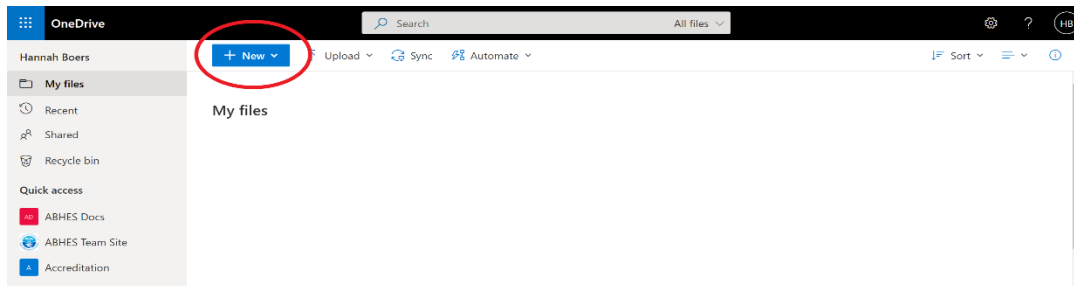 OneDrive Search All files HB
Hannah Boers + New Upload Sync Automate Sort
My files
Recent
My files
Shared
Recycle bin
Quick access
AD ABHES Docs
ABHES Team Site
A Accreditation